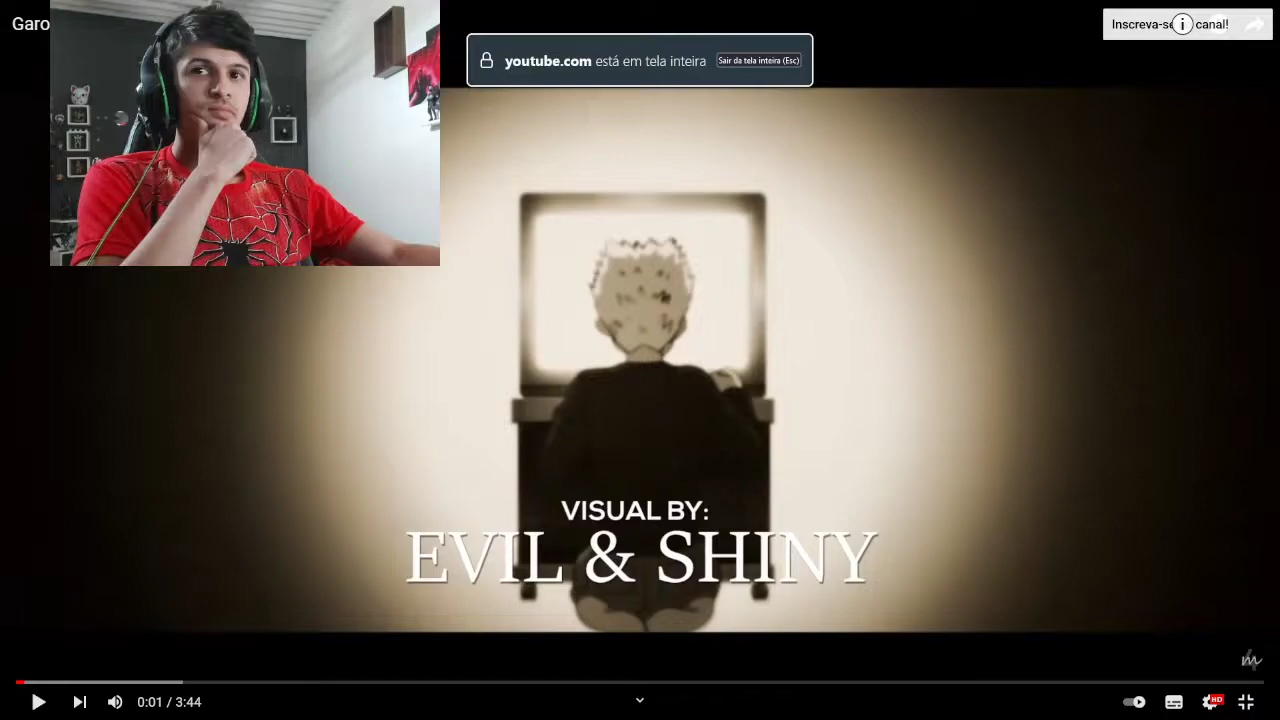 Garo
Inscreva-se canal!
youtube.com está em tela inteira Sair da tela inteira (Esc)
VISUAL BY:
EVIL & SHINY
0:01 / 3:44
HD